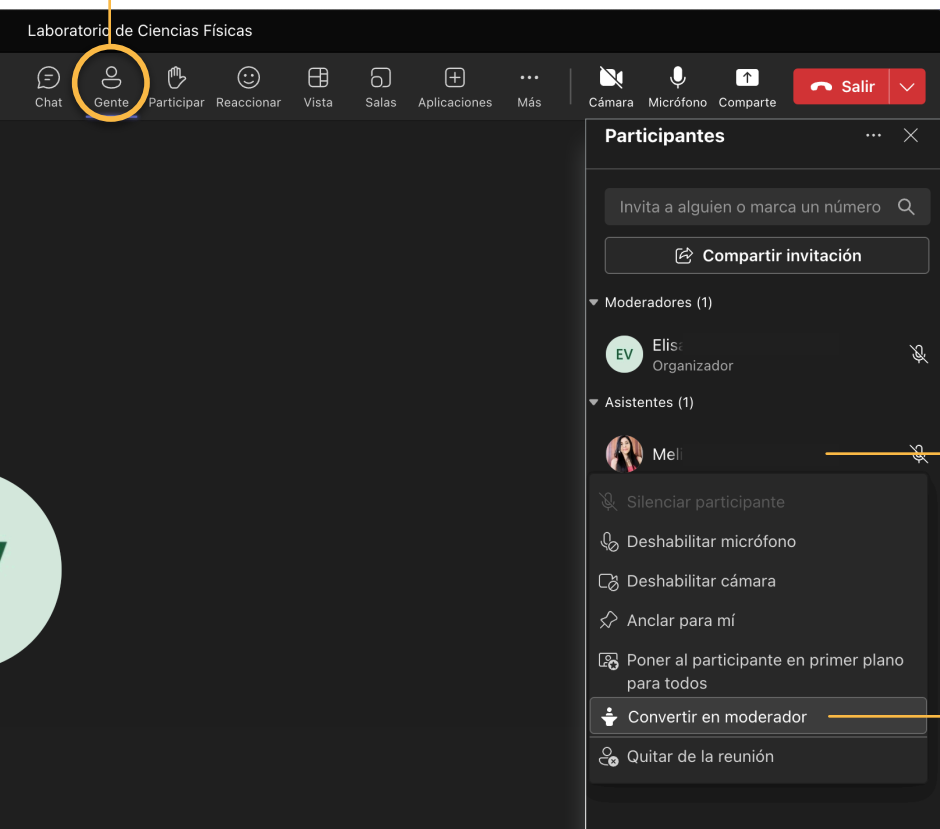 Laboratorio de Ciencias Físicas
Chat
Gente
Participar
Reaccionar
Vista
Salas
Aplicaciones
Más
Cámara
Micrófono
Comparte
Salir
Participantes
Invita a alguien o marca un número
Compartir invitación
Moderadores (1)
EV
Organizador
Asistentes (1)
Silenciar participante
Deshabilitar micrófono
Deshabilitar cámara
Anclar para mí
Poner al participante en primer plano
para todos
Convertir en moderador
Quitar de la reunión